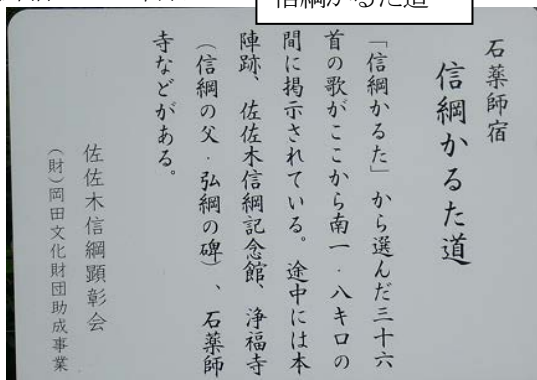 信綱かるた道
石薬師宿
信綱かるた道
「信綱かるた」から選んだ三十六
首の歌がここから南一・八キロの
間に掲示されている。途中には本
陣跡、佐佐木信綱記念館、浄福寺
（信綱の父・弘綱の碑）、石薬師
寺などがある。
佐佐木信綱顕彰会
（財）岡田文化財団助成事業